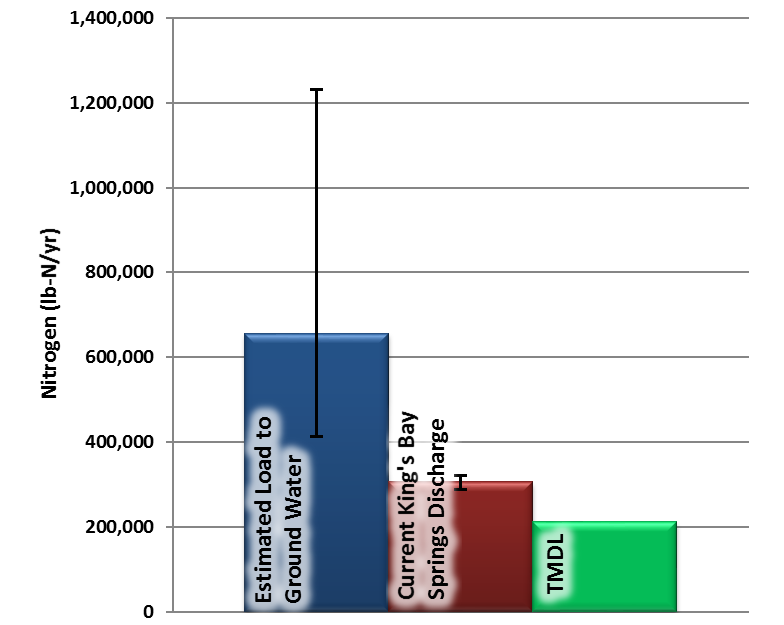 1,400,000
1,200,000
1,000,000
800,000
600,000
400,000
200,000
0
Nitrogen (lb-N/yr)
Estimated Load to
Ground Water
Current King's Bay
Springs Discharge
TMDL